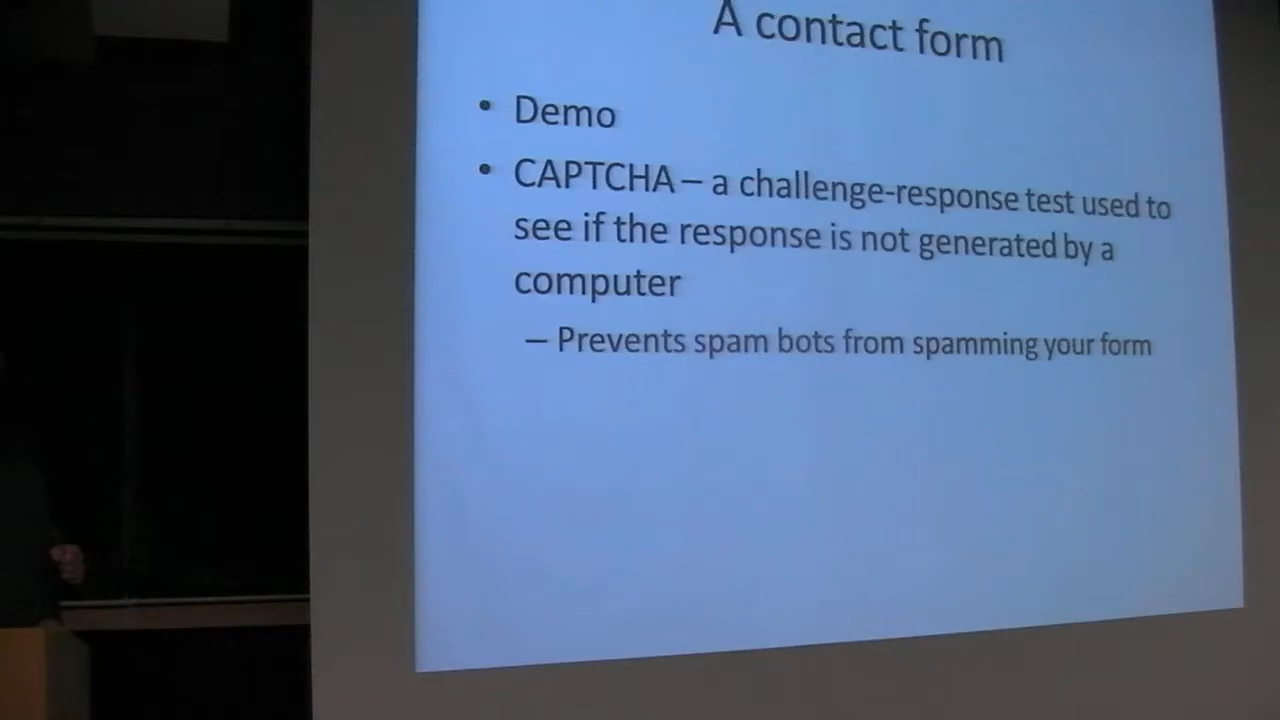 A contact form
• Demo
• CAPTCHA – a challenge-response test used to
see if the response is not generated by a
computer
– Prevents spam bots from spamming your form